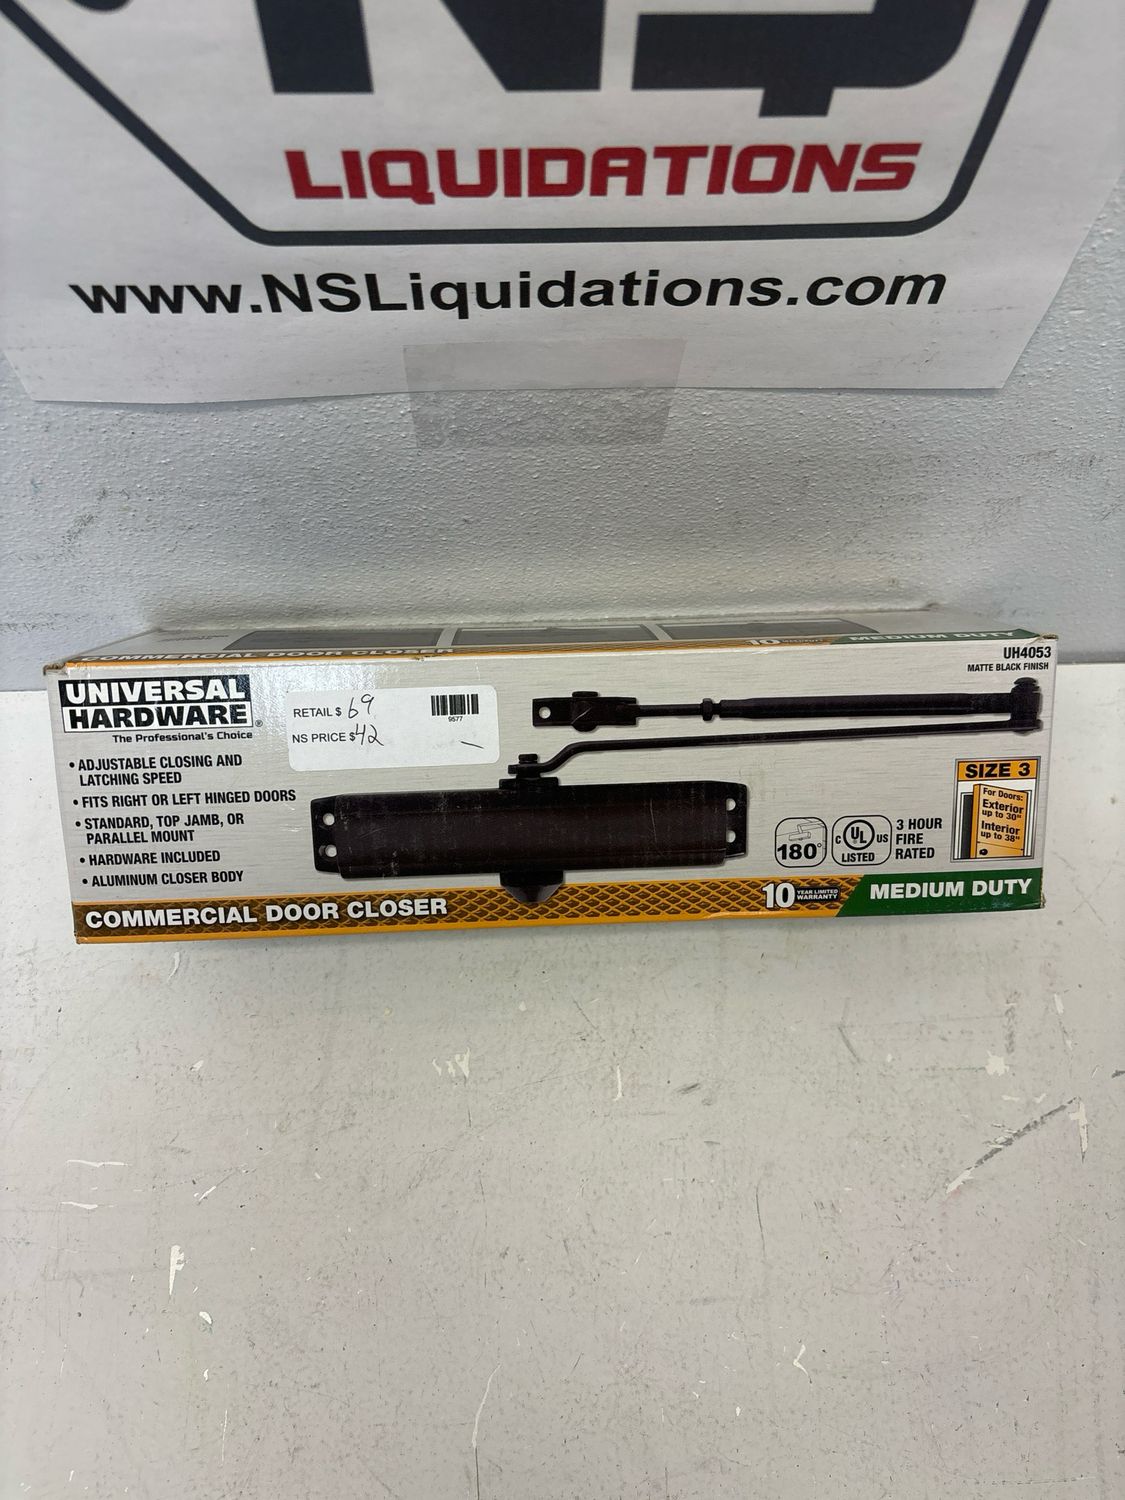 NS
LIQUIDATIONS
www.NSLiquidations.com
COMMERCIAL DOOR CLOSER
10
MEDIUM DUTY
UH4053
MATTE BLACK FINISH
UNIVERSAL
HARDWARE®
The Professional's Choice
RETAIL $ 69
NS PRICE $42
9577
• ADJUSTABLE CLOSING AND
LATCHING SPEED
• FITS RIGHT OR LEFT HINGED DOORS
• STANDARD, TOP JAMB, OR
PARALLEL MOUNT
• HARDWARE INCLUDED
• ALUMINUM CLOSER BODY
SIZE 3
For Doors:
Exterior
up to 30"
Interior
up to 38"
180°
C UL US
LISTED
3 HOUR
FIRE
RATED
COMMERCIAL DOOR CLOSER
10 YEAR LIMITED
WARRANTY
MEDIUM DUTY